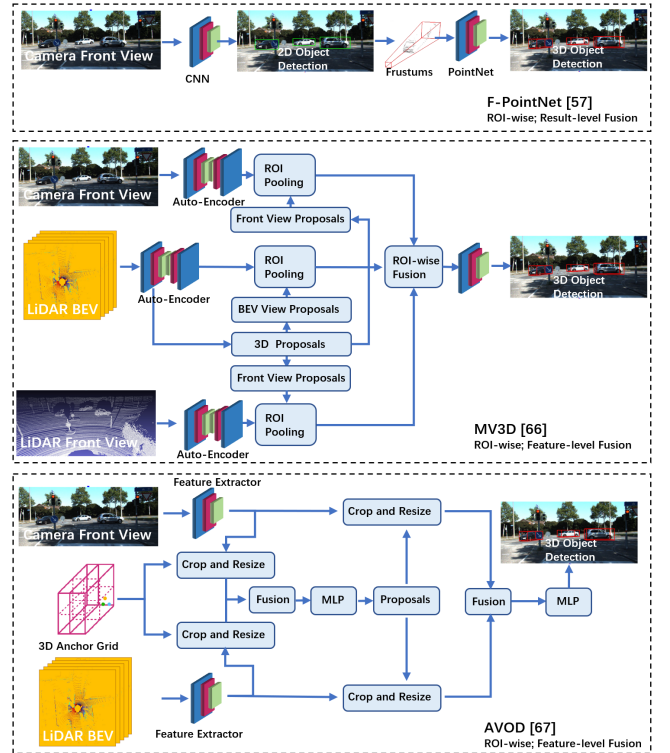 Camera Front View
CNN
2D Object
Detection
Frustums
PointNet
3D Object
Detection
F-PointNet [57]
ROI-wise; Result-level Fusion
Camera Front View
Auto-Encoder
ROI
Pooling
Front View Proposals
LiDAR BEV
Auto-Encoder
ROI
Pooling
ROI-wise
Fusion
3D Object
Detection
BEV View Proposals
3D Proposals
Front View Proposals
LiDAR Front View
Auto-Encoder
ROI
Pooling
MV3D [66]
ROI-wise; Feature-level Fusion
Feature Extractor
Camera Front View
Crop and Resize
3D Object
Detection
Crop and Resize
Fusion
MLP
Proposals
Fusion
MLP
Crop and Resize
3D Anchor Grid
LiDAR BEV
Feature Extractor
Crop and Resize
AVOD [67]
ROI-wise; Feature-level Fusion